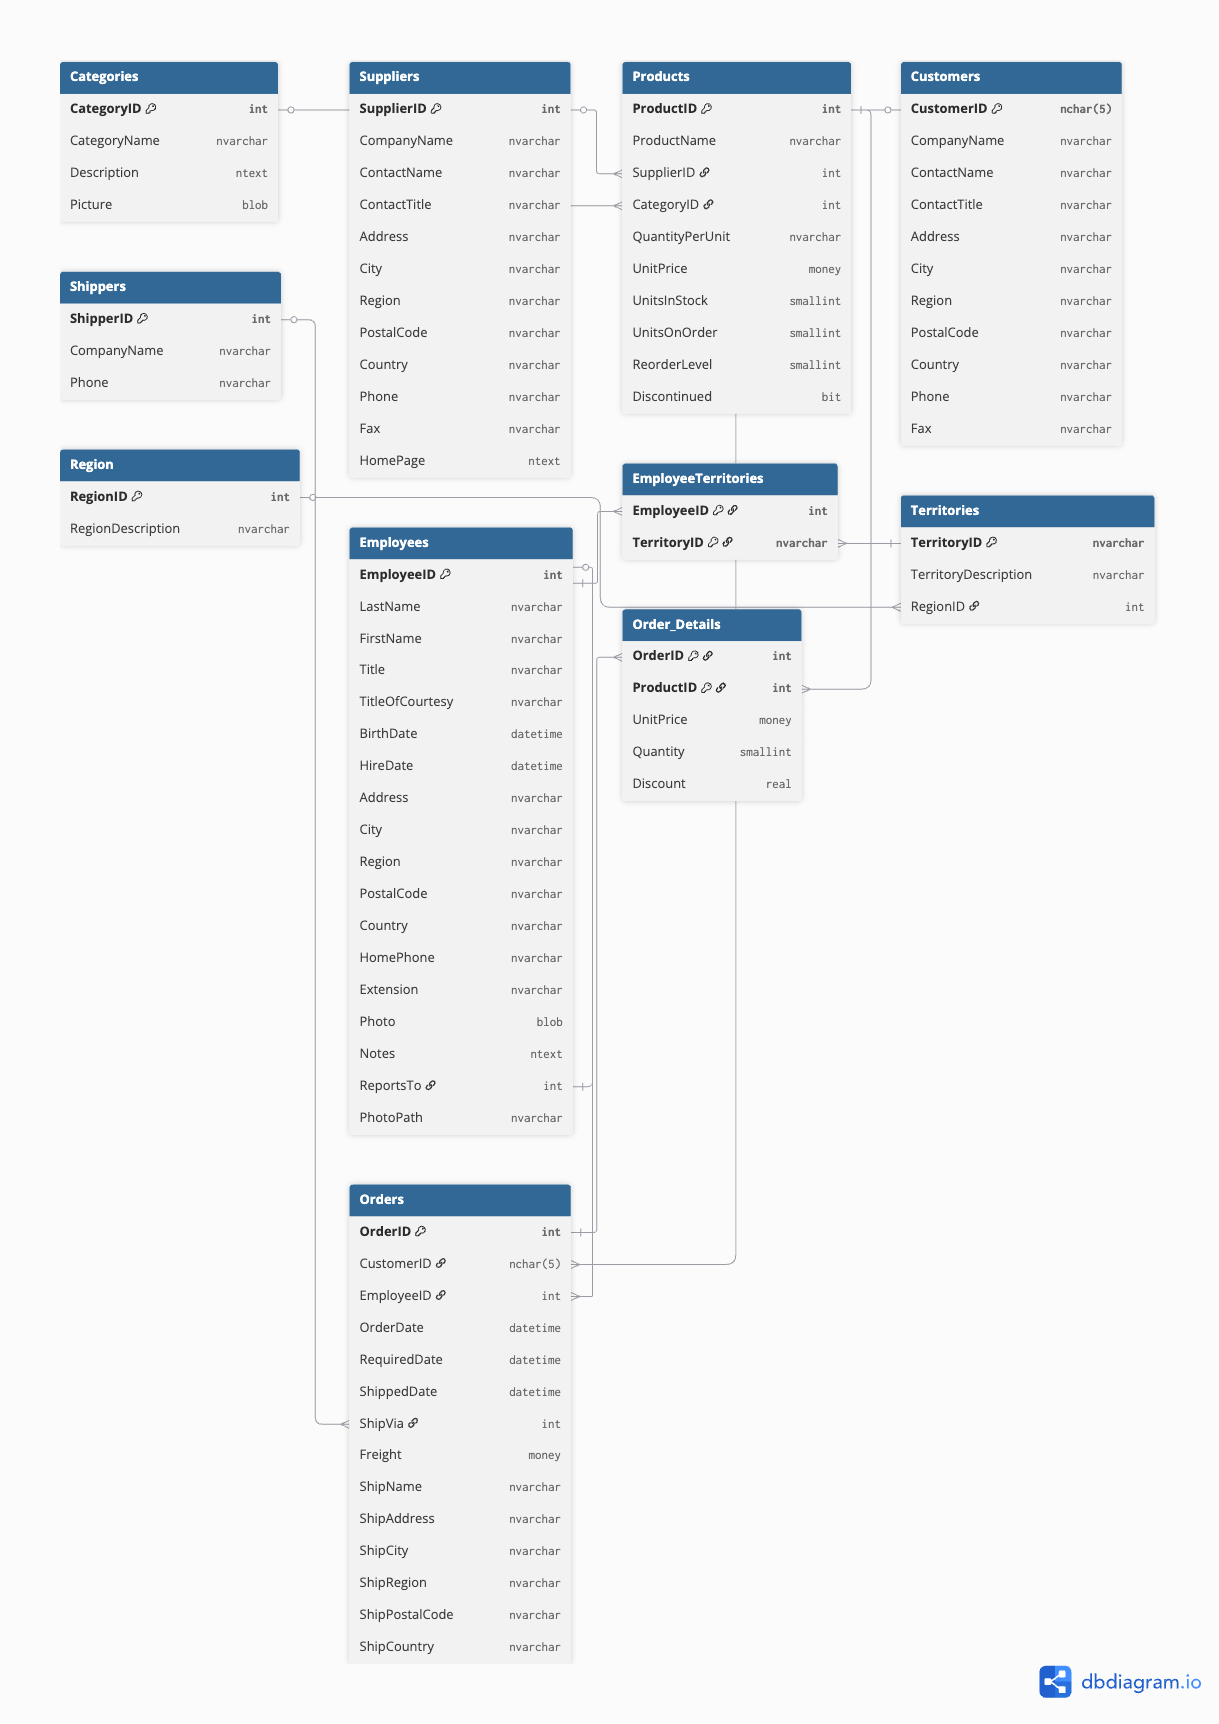 Categories
CategoryID int
CategoryName nvarchar
Description ntext
Picture blob
Shippers
ShipperID int
CompanyName nvarchar
Phone nvarchar
Region
RegionID int
RegionDescription nvarchar
Suppliers
SupplierID int
CompanyName nvarchar
ContactName nvarchar
ContactTitle nvarchar
Address nvarchar
City nvarchar
Region nvarchar
PostalCode nvarchar
Country nvarchar
Phone nvarchar
Fax nvarchar
HomePage ntext
Employees
EmployeeID int
LastName nvarchar
FirstName nvarchar
Title nvarchar
TitleOfCourtesy nvarchar
BirthDate datetime
HireDate datetime
Address nvarchar
City nvarchar
Region nvarchar
PostalCode nvarchar
Country nvarchar
HomePhone nvarchar
Extension nvarchar
Photo blob
Notes ntext
ReportsTo int
PhotoPath nvarchar
Orders
OrderID int
CustomerID nchar(5)
EmployeeID int
OrderDate datetime
RequiredDate datetime
ShippedDate datetime
ShipVia int
Freight money
ShipName nvarchar
ShipAddress nvarchar
ShipCity nvarchar
ShipRegion nvarchar
ShipPostalCode nvarchar
ShipCountry nvarchar
Products
ProductID int
ProductName nvarchar
SupplierID int
CategoryID int
QuantityPerUnit nvarchar
UnitPrice money
UnitsInStock smallint
UnitsOnOrder smallint
ReorderLevel smallint
Discontinued bit
EmployeeTerritories
EmployeeID int
TerritoryID nvarchar
Order_Details
OrderID int
ProductID int
UnitPrice money
Quantity smallint
Discount real
Customers
CustomerID nchar(5)
CompanyName nvarchar
ContactName nvarchar
ContactTitle nvarchar
Address nvarchar
City nvarchar
Region nvarchar
PostalCode nvarchar
Country nvarchar
Phone nvarchar
Fax nvarchar
Territories
TerritoryID nvarchar
TerritoryDescription nvarchar
RegionID int
dbdiagram.io